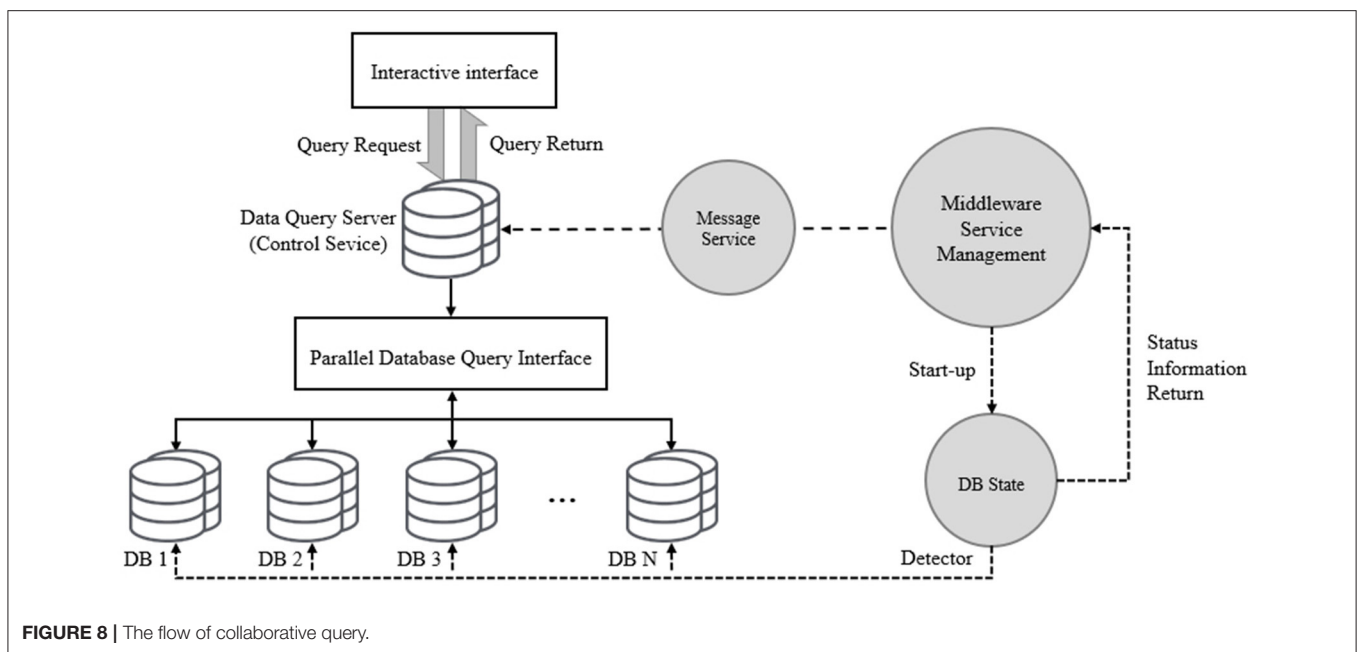 Interactive interface
Query Request
Query Return
Data Query Server
(Control Sevice)
Message
Service
Middleware
Service
Management
Parallel Database Query Interface
Start-up
Status
Information
Return
DB State
...
DB 1
DB 2
DB 3
DB N
Detector
FIGURE 8 | The flow of collaborative query.